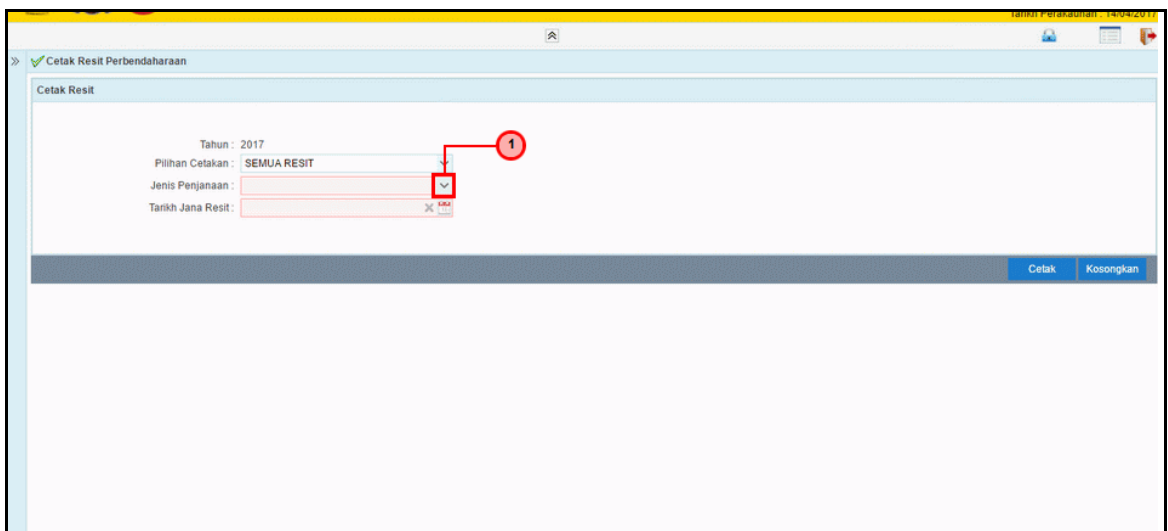 Tarikh Perakaunan : 14/04/2017
Cetak Resit Perbendaharaan
Cetak Resit
Tahun : 2017
1
Pilihan Cetakan : SEMUA RESIT
Jenis Penjanaan :
Tarikh Jana Resit :
Cetak Kosongkan